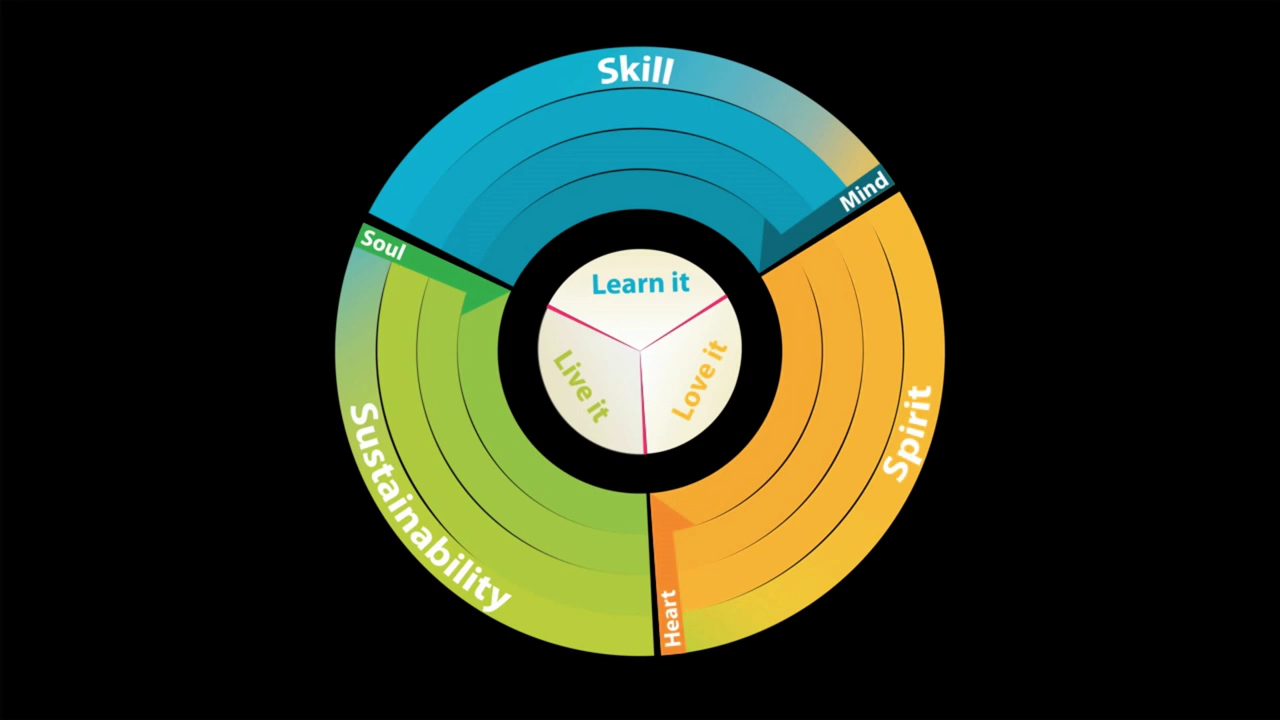 Skill
Mind
Soul
Learn it
Live it
Love it
Spirit
Sustainability
Heart